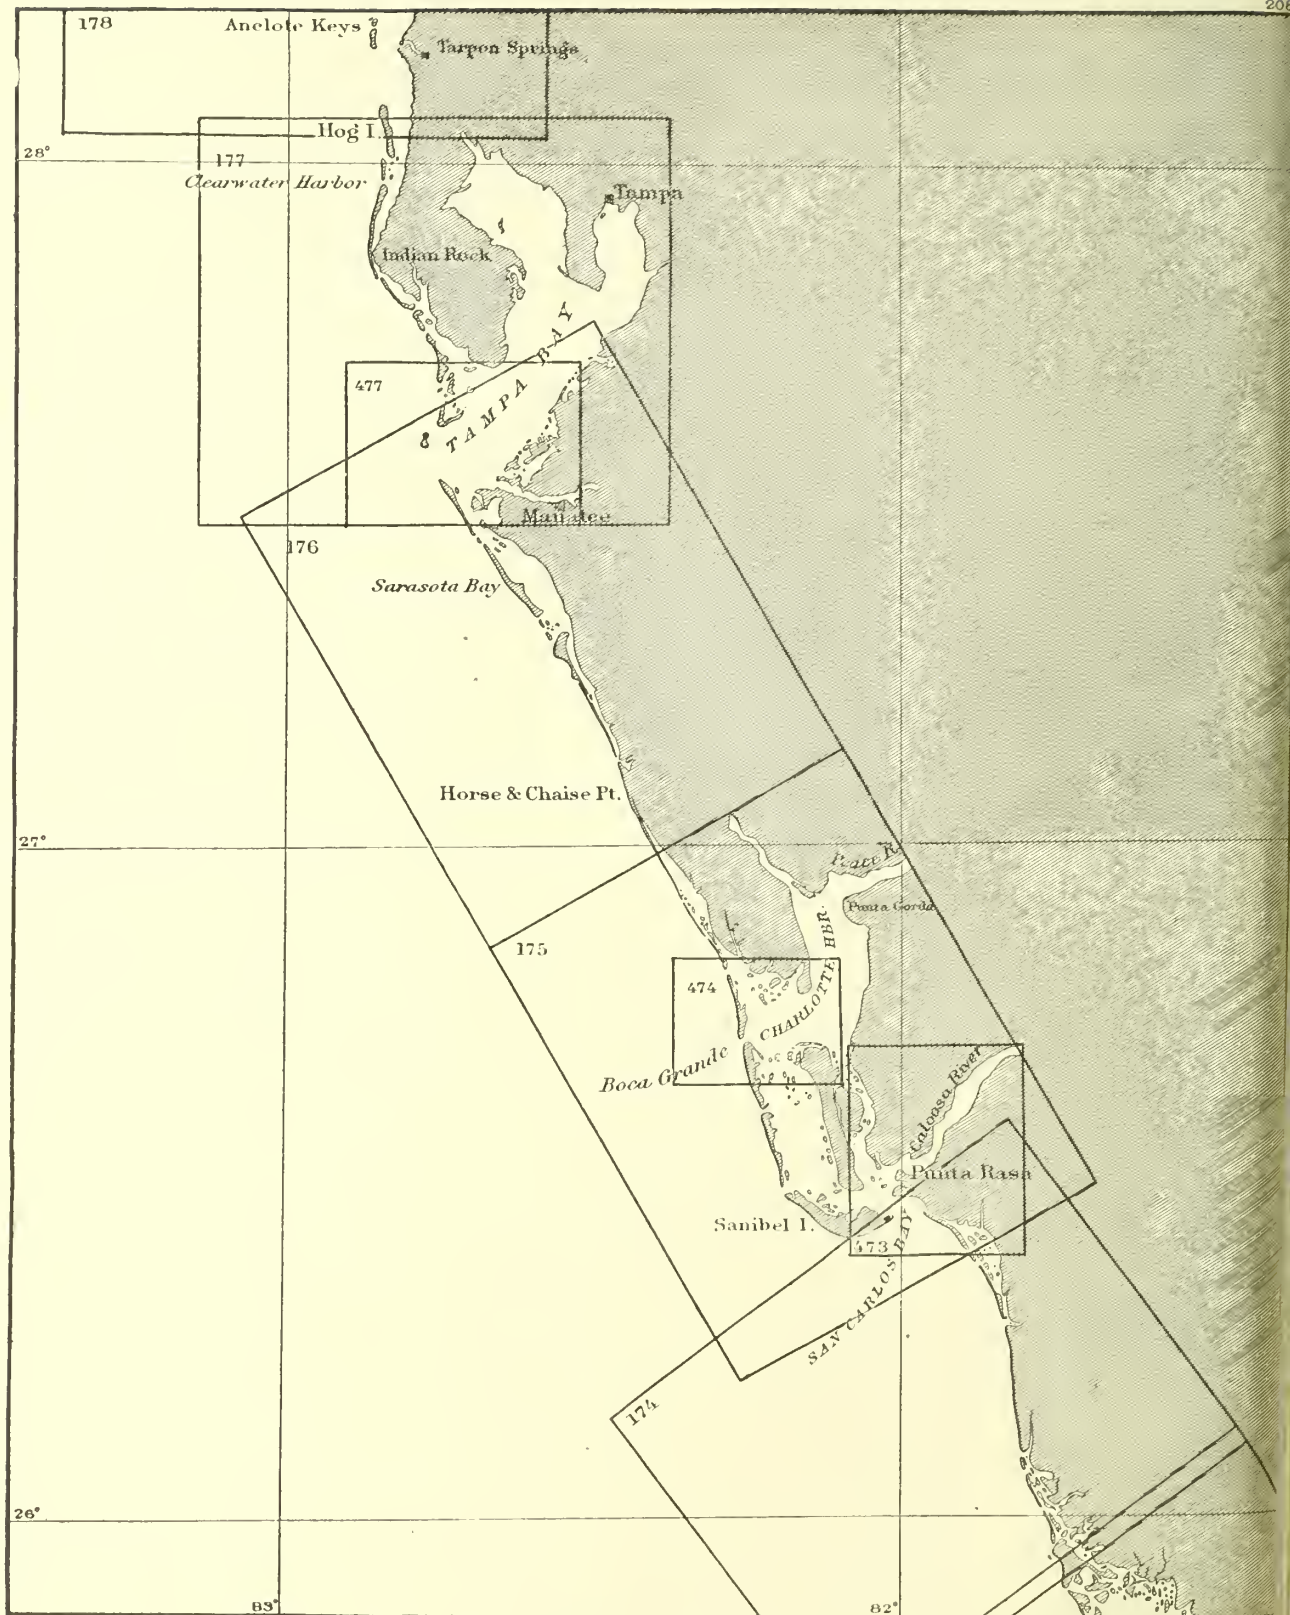 208
178
Anclote Keys
Tarpon Springs
Hog I.
28°
177
Clearwater Harbor
Tampa
Indian Rock
TAMPA BAY
477
Manatee
176
Sarasota Bay
Horse & Chaise Pt.
27°
Peace R.
Punta Gorda
175
CHARLOTTE HBR.
474
Boca Grande
Caloosa River
Punta Rasa
Sanibel I.
473
SAN CARLOS BAY
174
26°
83°
82°